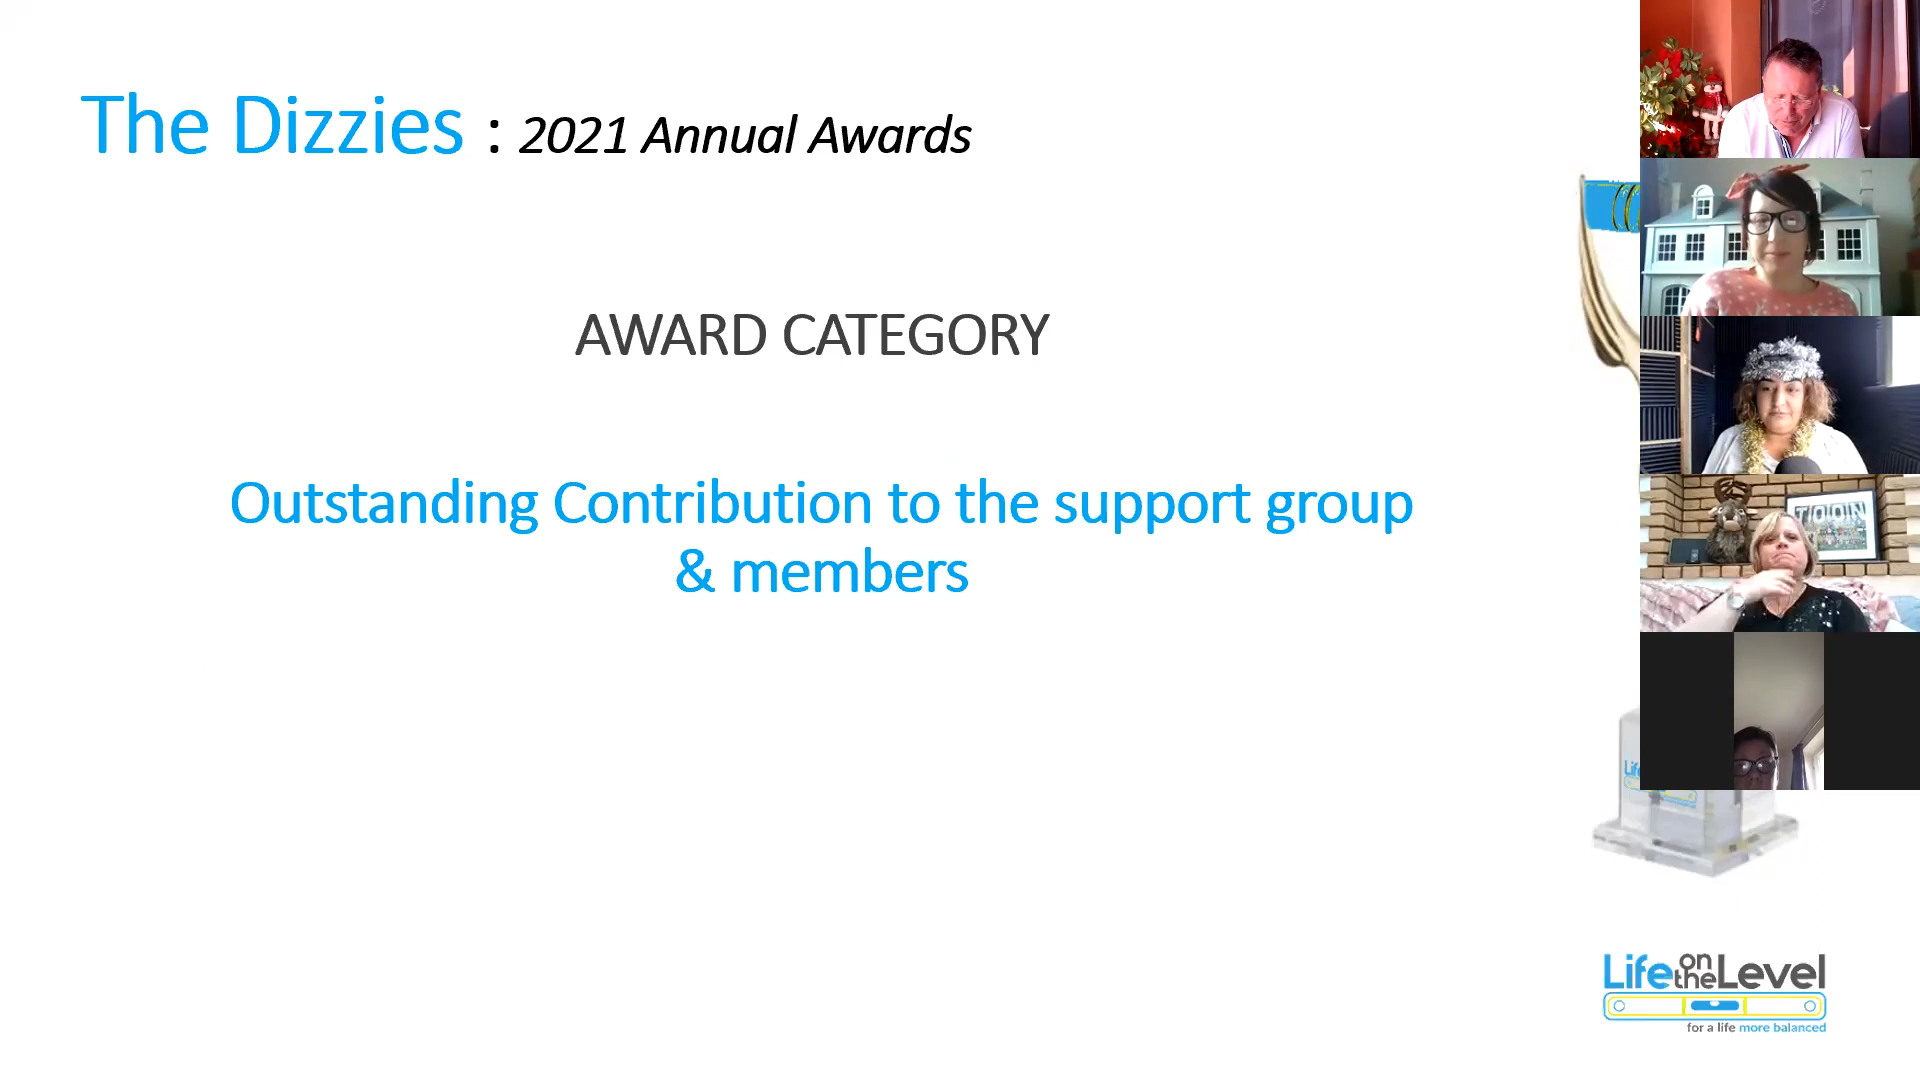 The Dizzies : 2021 Annual Awards
AWARD CATEGORY
Outstanding Contribution to the support group
& members
TOON
Life on the Level
for a life more balanced